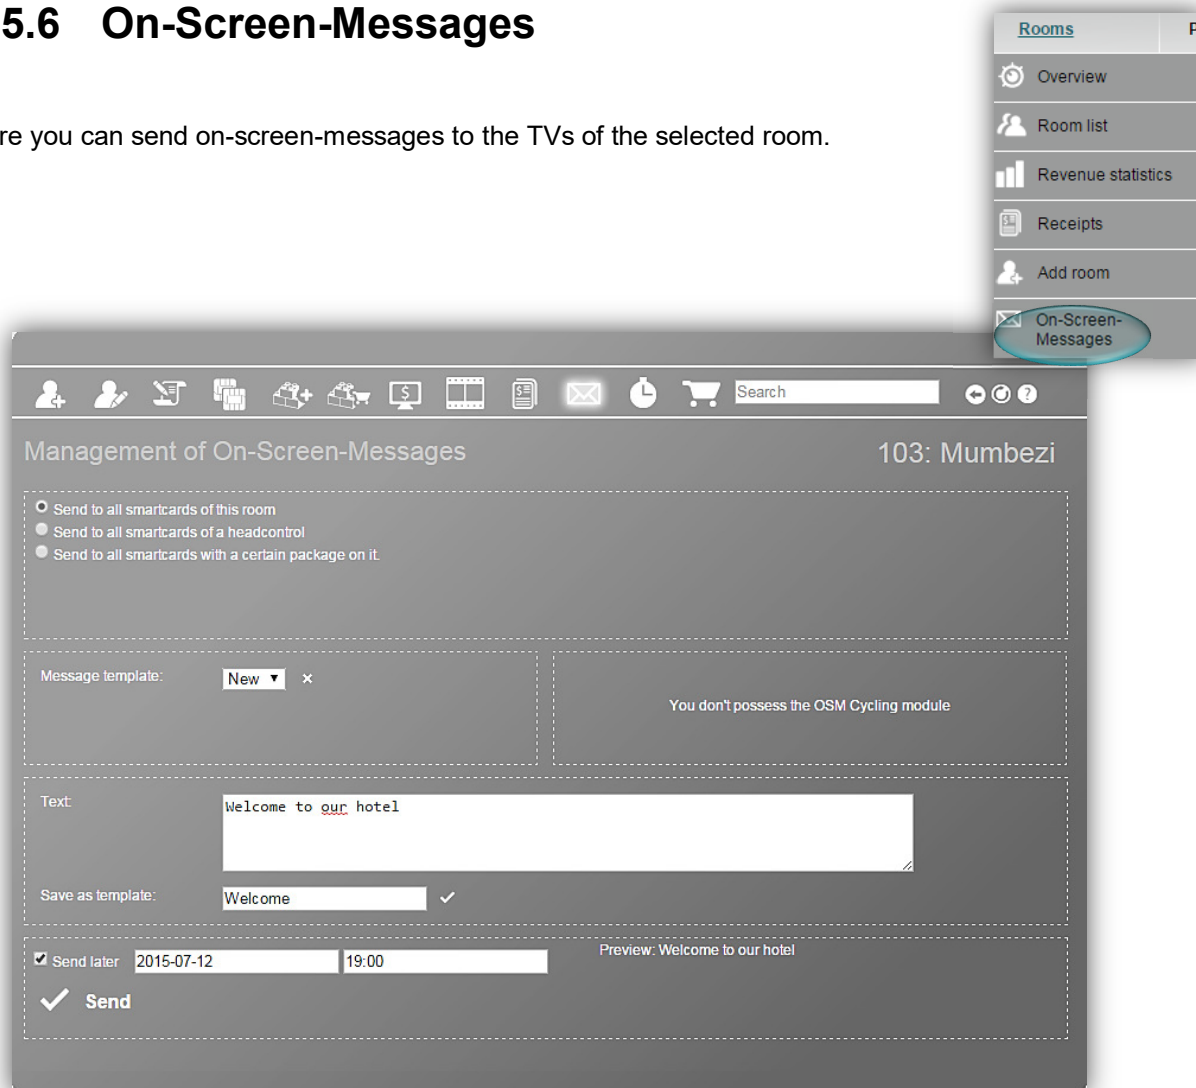 5.6 On-Screen-Messages
re you can send on-screen-messages to the TVs of the selected room.
Rooms P
Overview
Room list
Revenue statistics
Receipts
Add room
On-Screen-
Messages
Search
Management of On-Screen-Messages 103: Mumbezi
Send to all smartcards of this room
Send to all smartcards of a headcontrol
Send to all smartcards with a certain package on it.
Message template: New
You don't possess the OSM Cycling module
Text: Welcome to our hotel
Save as template: Welcome
Send later 2015-07-12 19:00 Preview: Welcome to our hotel
Send